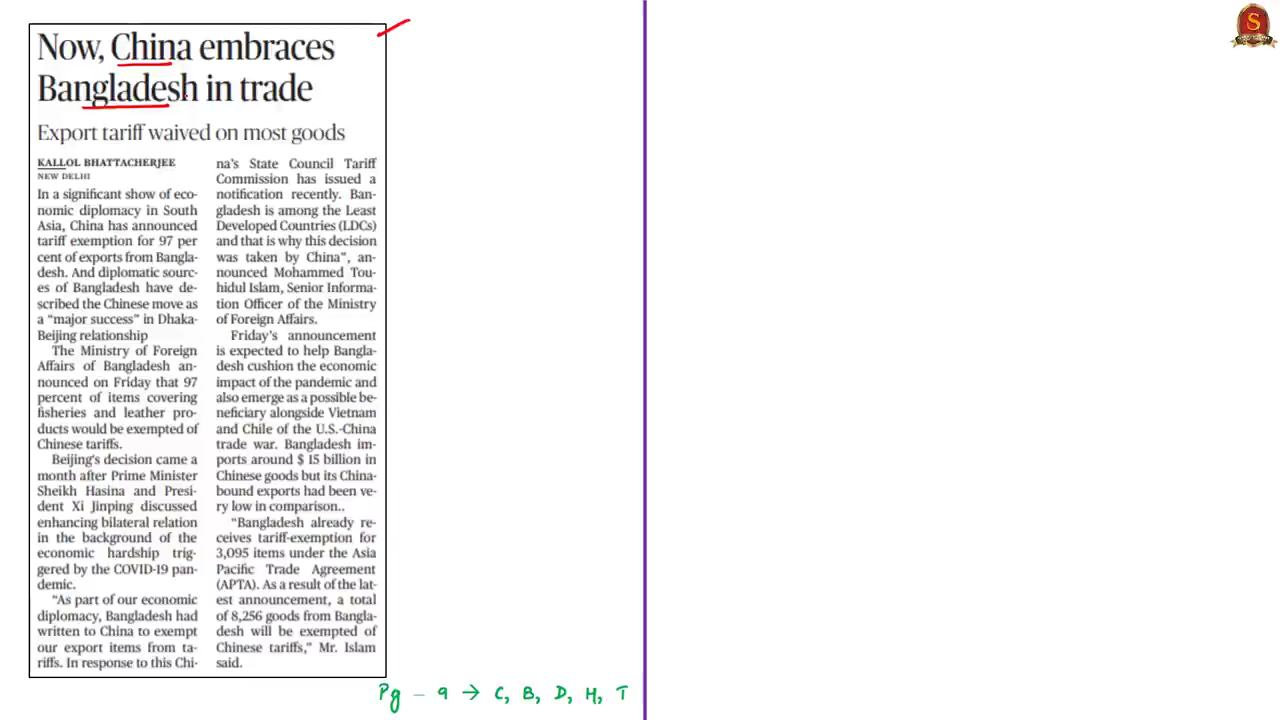 Now, China embraces
Bangladesh in trade
Export tariff waived on most goods
KALLOL BHATTACHERJEE
NEW DELHI
In a significant show of eco-
nomic diplomacy in South
Asia, China has announced
tariff exemption for 97 per
cent of exports from Bangla-
desh. And diplomatic sourc-
es of Bangladesh have de-
scribed the Chinese move as
a “major success” in Dhaka-
Beijing relationship
The Ministry of Foreign
Affairs of Bangladesh an-
nounced on Friday that 97
percent of items covering
fisheries and leather pro-
ducts would be exempted of
Chinese tariffs.
Beijing's decision came a
month after Prime Minister
Sheikh Hasina and Presi-
dent Xi Jinping discussed
enhancing bilateral relation
in the background of the
economic hardship trig-
gered by the COVID-19 pan-
demic.
“As part of our economic
diplomacy, Bangladesh had
written to China to exempt
our export items from ta-
riffs. In response to this Chi-
na's State Council Tariff
Commission has issued a
notification recently. Ban-
gladesh is among the Least
Developed Countries (LDCs)
and that is why this decision
was taken by China”, an-
nounced Mohammed Tou-
hidul Islam, Senior Informa-
tion Officer of the Ministry
of Foreign Affairs.
Friday's announcement
is expected to help Bangla-
desh cushion the economic
impact of the pandemic and
also emerge as a possible be-
neficiary alongside Vietnam
and Chile of the U.S.-China
trade war. Bangladesh im-
ports around $ 15 billion in
Chinese goods but its China-
bound exports had been ve-
ry low in comparison..
“Bangladesh already re-
ceives tariff-exemption for
3,095 items under the Asia
Pacific Trade Agreement
(APTA). As a result of the lat-
est announcement, a total
of 8,256 goods from Bangla-
desh will be exempted of
Chinese tariffs,” Mr. Islam
said.
Pg - 9 → C, B, D, H, T
S